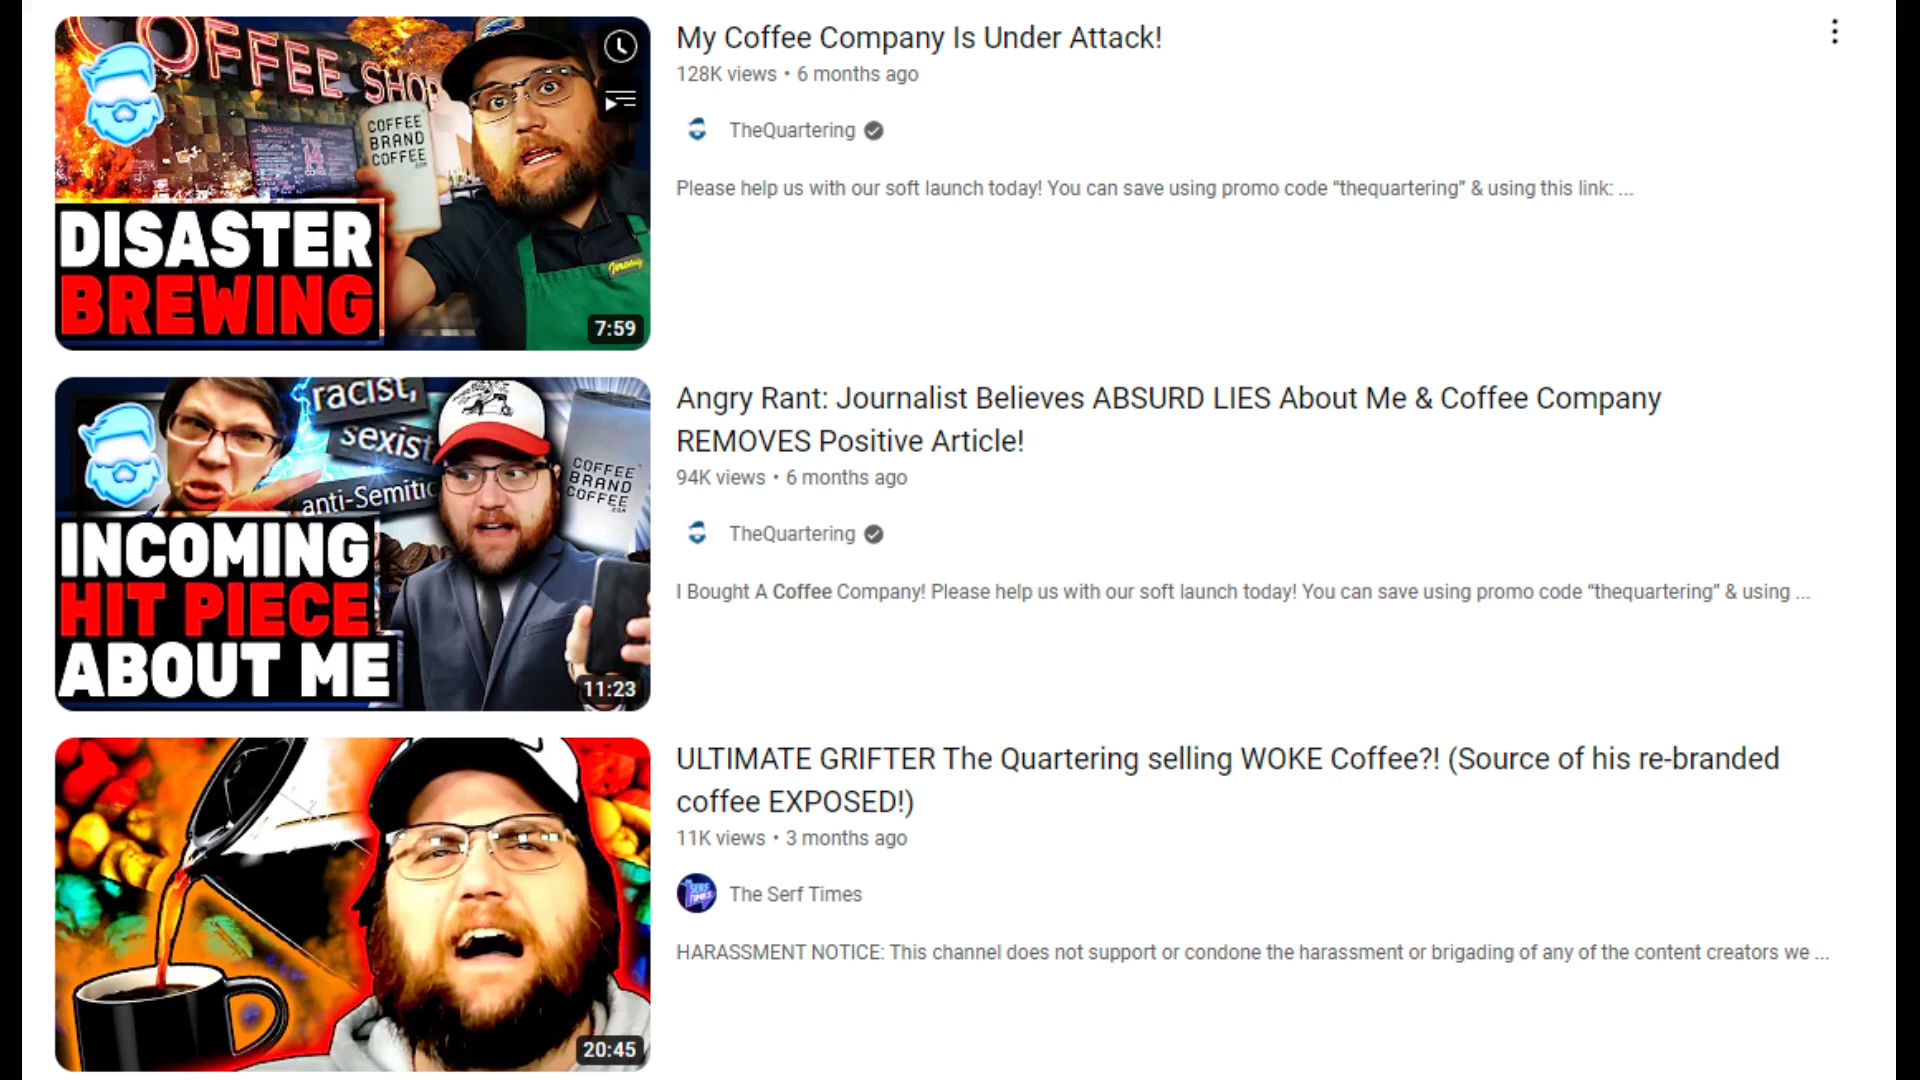 COFFEE SHOP
COFFEE
BRAND
COFFEE
.COM
14
DISASTER
BREWING
7:59
My Coffee Company Is Under Attack!
128K views • 6 months ago
TheQuartering
Please help us with our soft launch today! You can save using promo code “thequartering” & using this link: ...
racist,
sexist
anti-Semitic
COFFEE
BRAND
COFFEE
.COM
INCOMING
HIT PIECE
ABOUT ME
11:23
Angry Rant: Journalist Believes ABSURD LIES About Me & Coffee Company
REMOVES Positive Article!
94K views • 6 months ago
TheQuartering
I Bought A Coffee Company! Please help us with our soft launch today! You can save using promo code “thequartering” & using ...
20:45
ULTIMATE GRIFTER The Quartering selling WOKE Coffee?! (Source of his re-branded
coffee EXPOSED!)
11K views • 3 months ago
SERF
TIMES
The Serf Times
HARASSMENT NOTICE: This channel does not support or condone the harassment or brigading of any of the content creators we ...